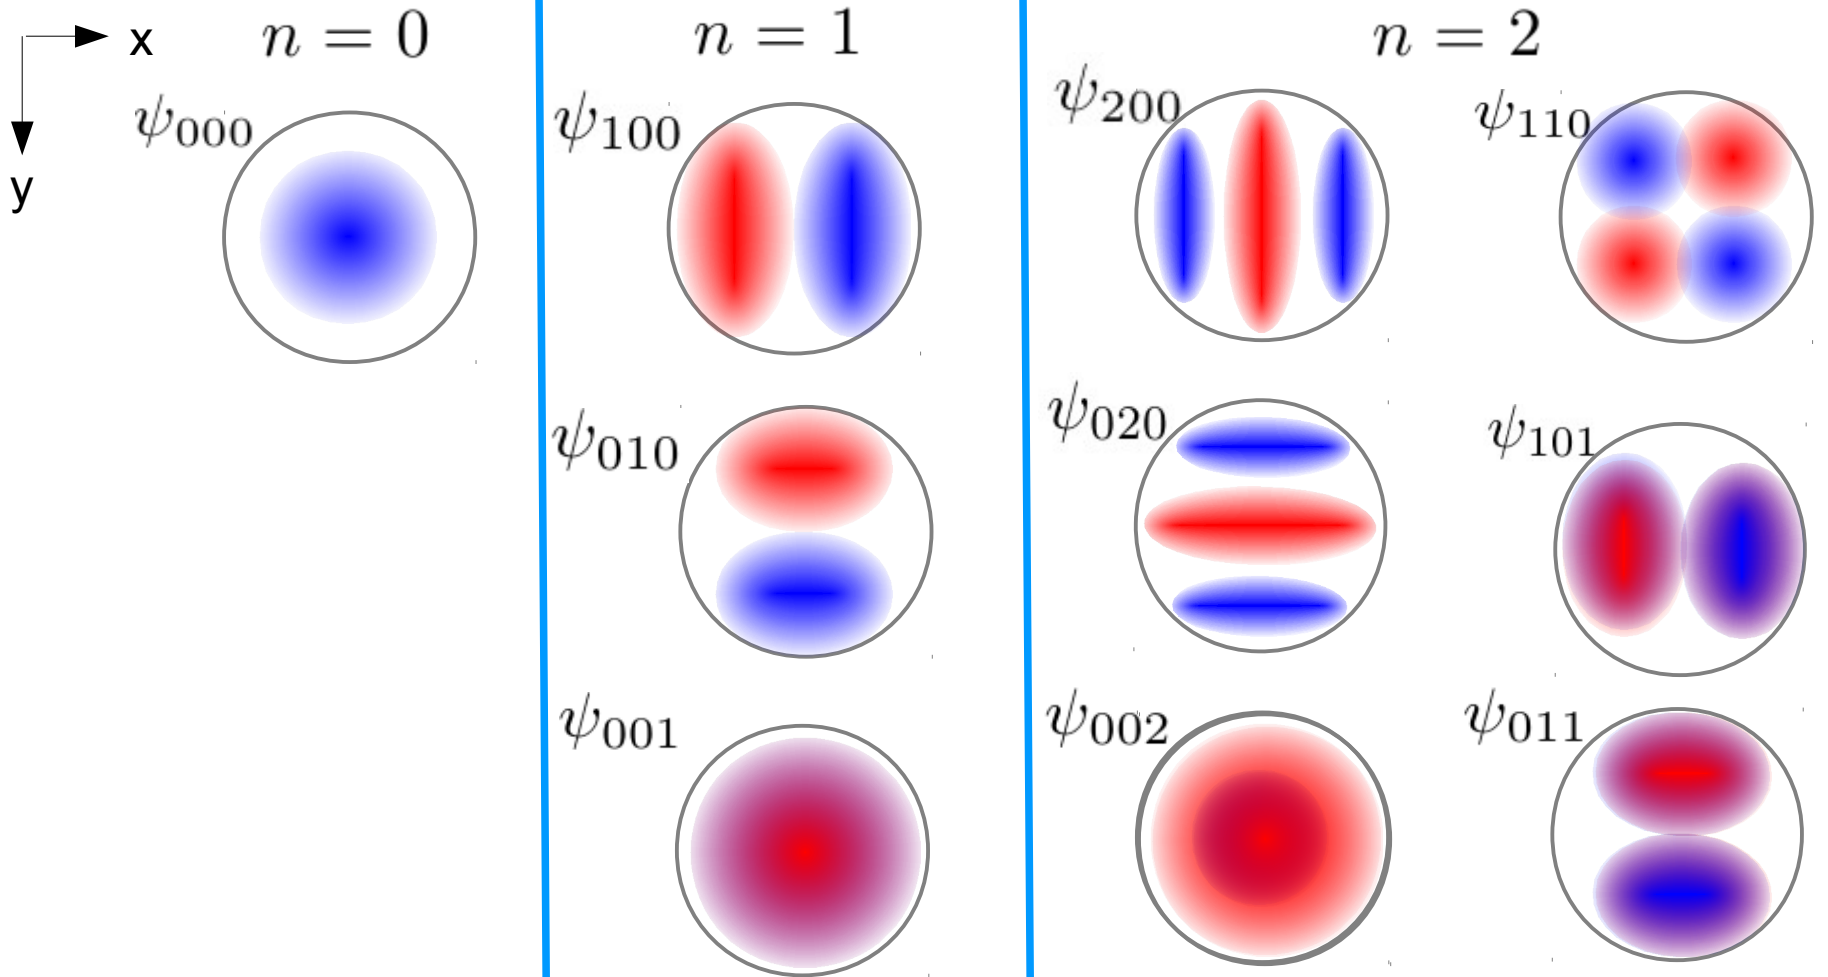 x
y
n = 0
ψ000
n = 1
ψ100
ψ010
ψ001
n = 2
ψ200
ψ110
ψ020
ψ101
ψ002
ψ011